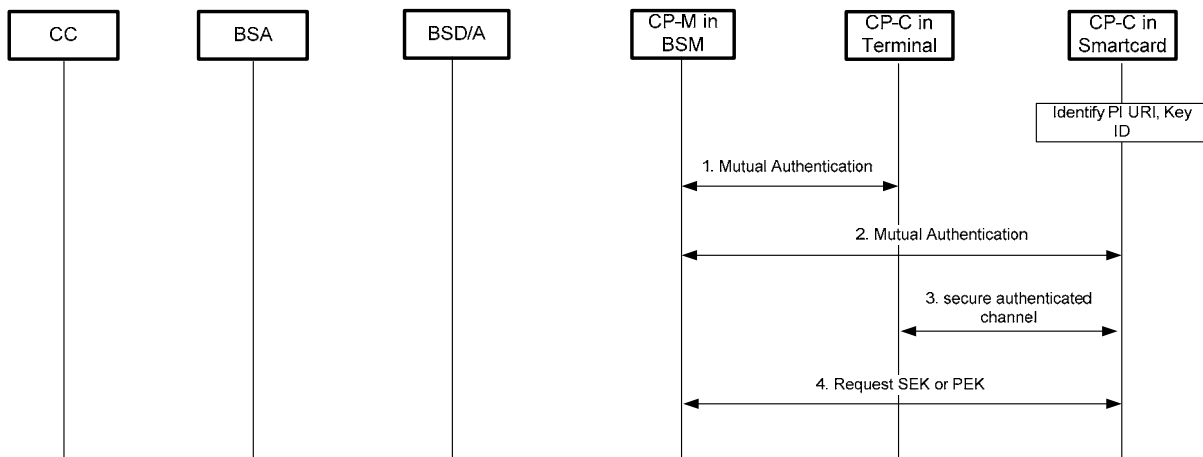 CC
BSA
BSD/A
CP-M in
BSM
CP-C in
Terminal
CP-C in
Smartcard
Identify PI URI, Key
ID
1. Mutual Authentication
2. Mutual Authentication
3. secure authenticated
channel
4. Request SEK or PEK